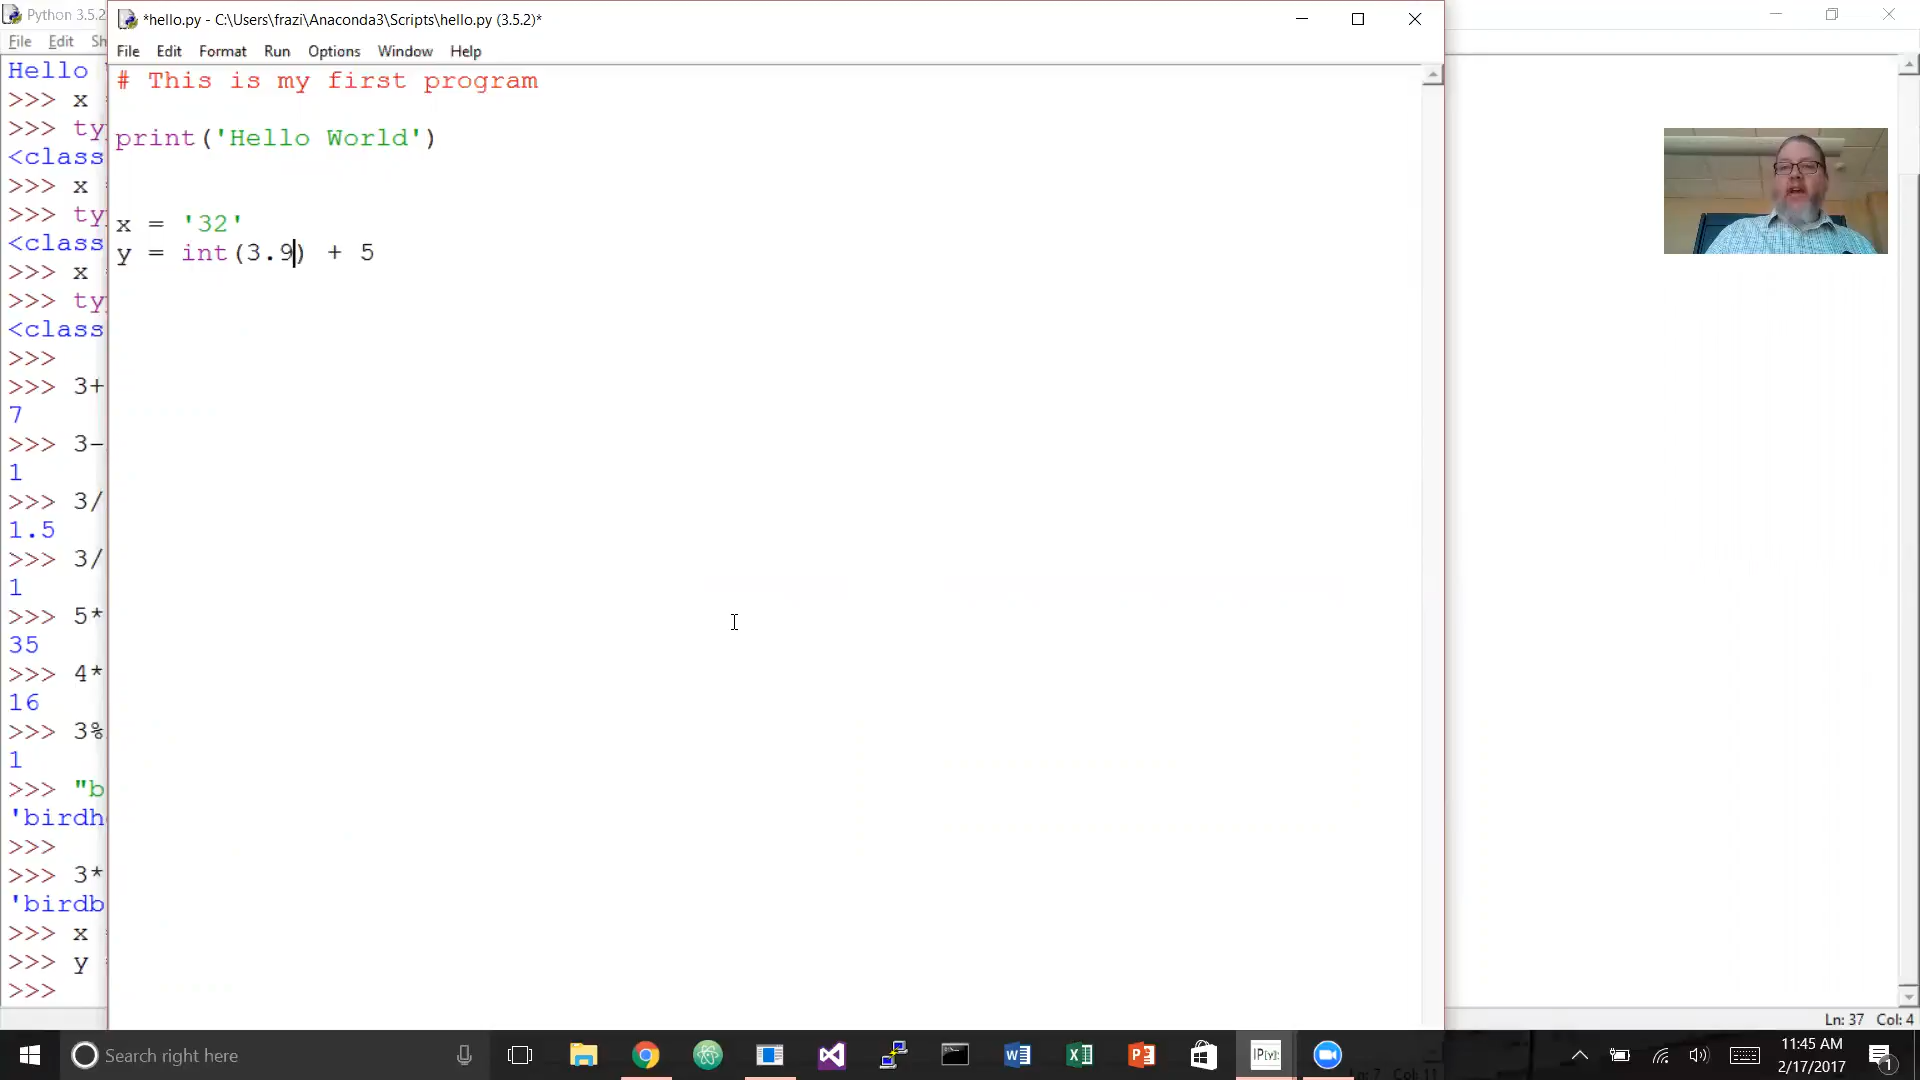 Python 3.5.2
*hello.py - C:\Users\frazi\Anaconda3\Scripts\hello.py (3.5.2)*
File Edit Sh
File Edit Format Run Options Window Help
Hello
>>> x
>>> ty
<class
>>> x
>>> ty
<class
>>> x
>>> ty
<class
>>>
>>> 3+
7
>>> 3-
1
>>> 3/
1.5
>>> 3/
1
>>> 5*
35
>>> 4*
16
>>> 3%
1
>>> "b
'birdh
>>>
>>> 3*
'birdb
>>> x
>>> y
>>>
# This is my first program
print('Hello World')
x = '32'
y = int(3.9) + 5
Ln: 37 Col: 4
Search right here
IP[y]:
11:45 AM
2/17/2017
1